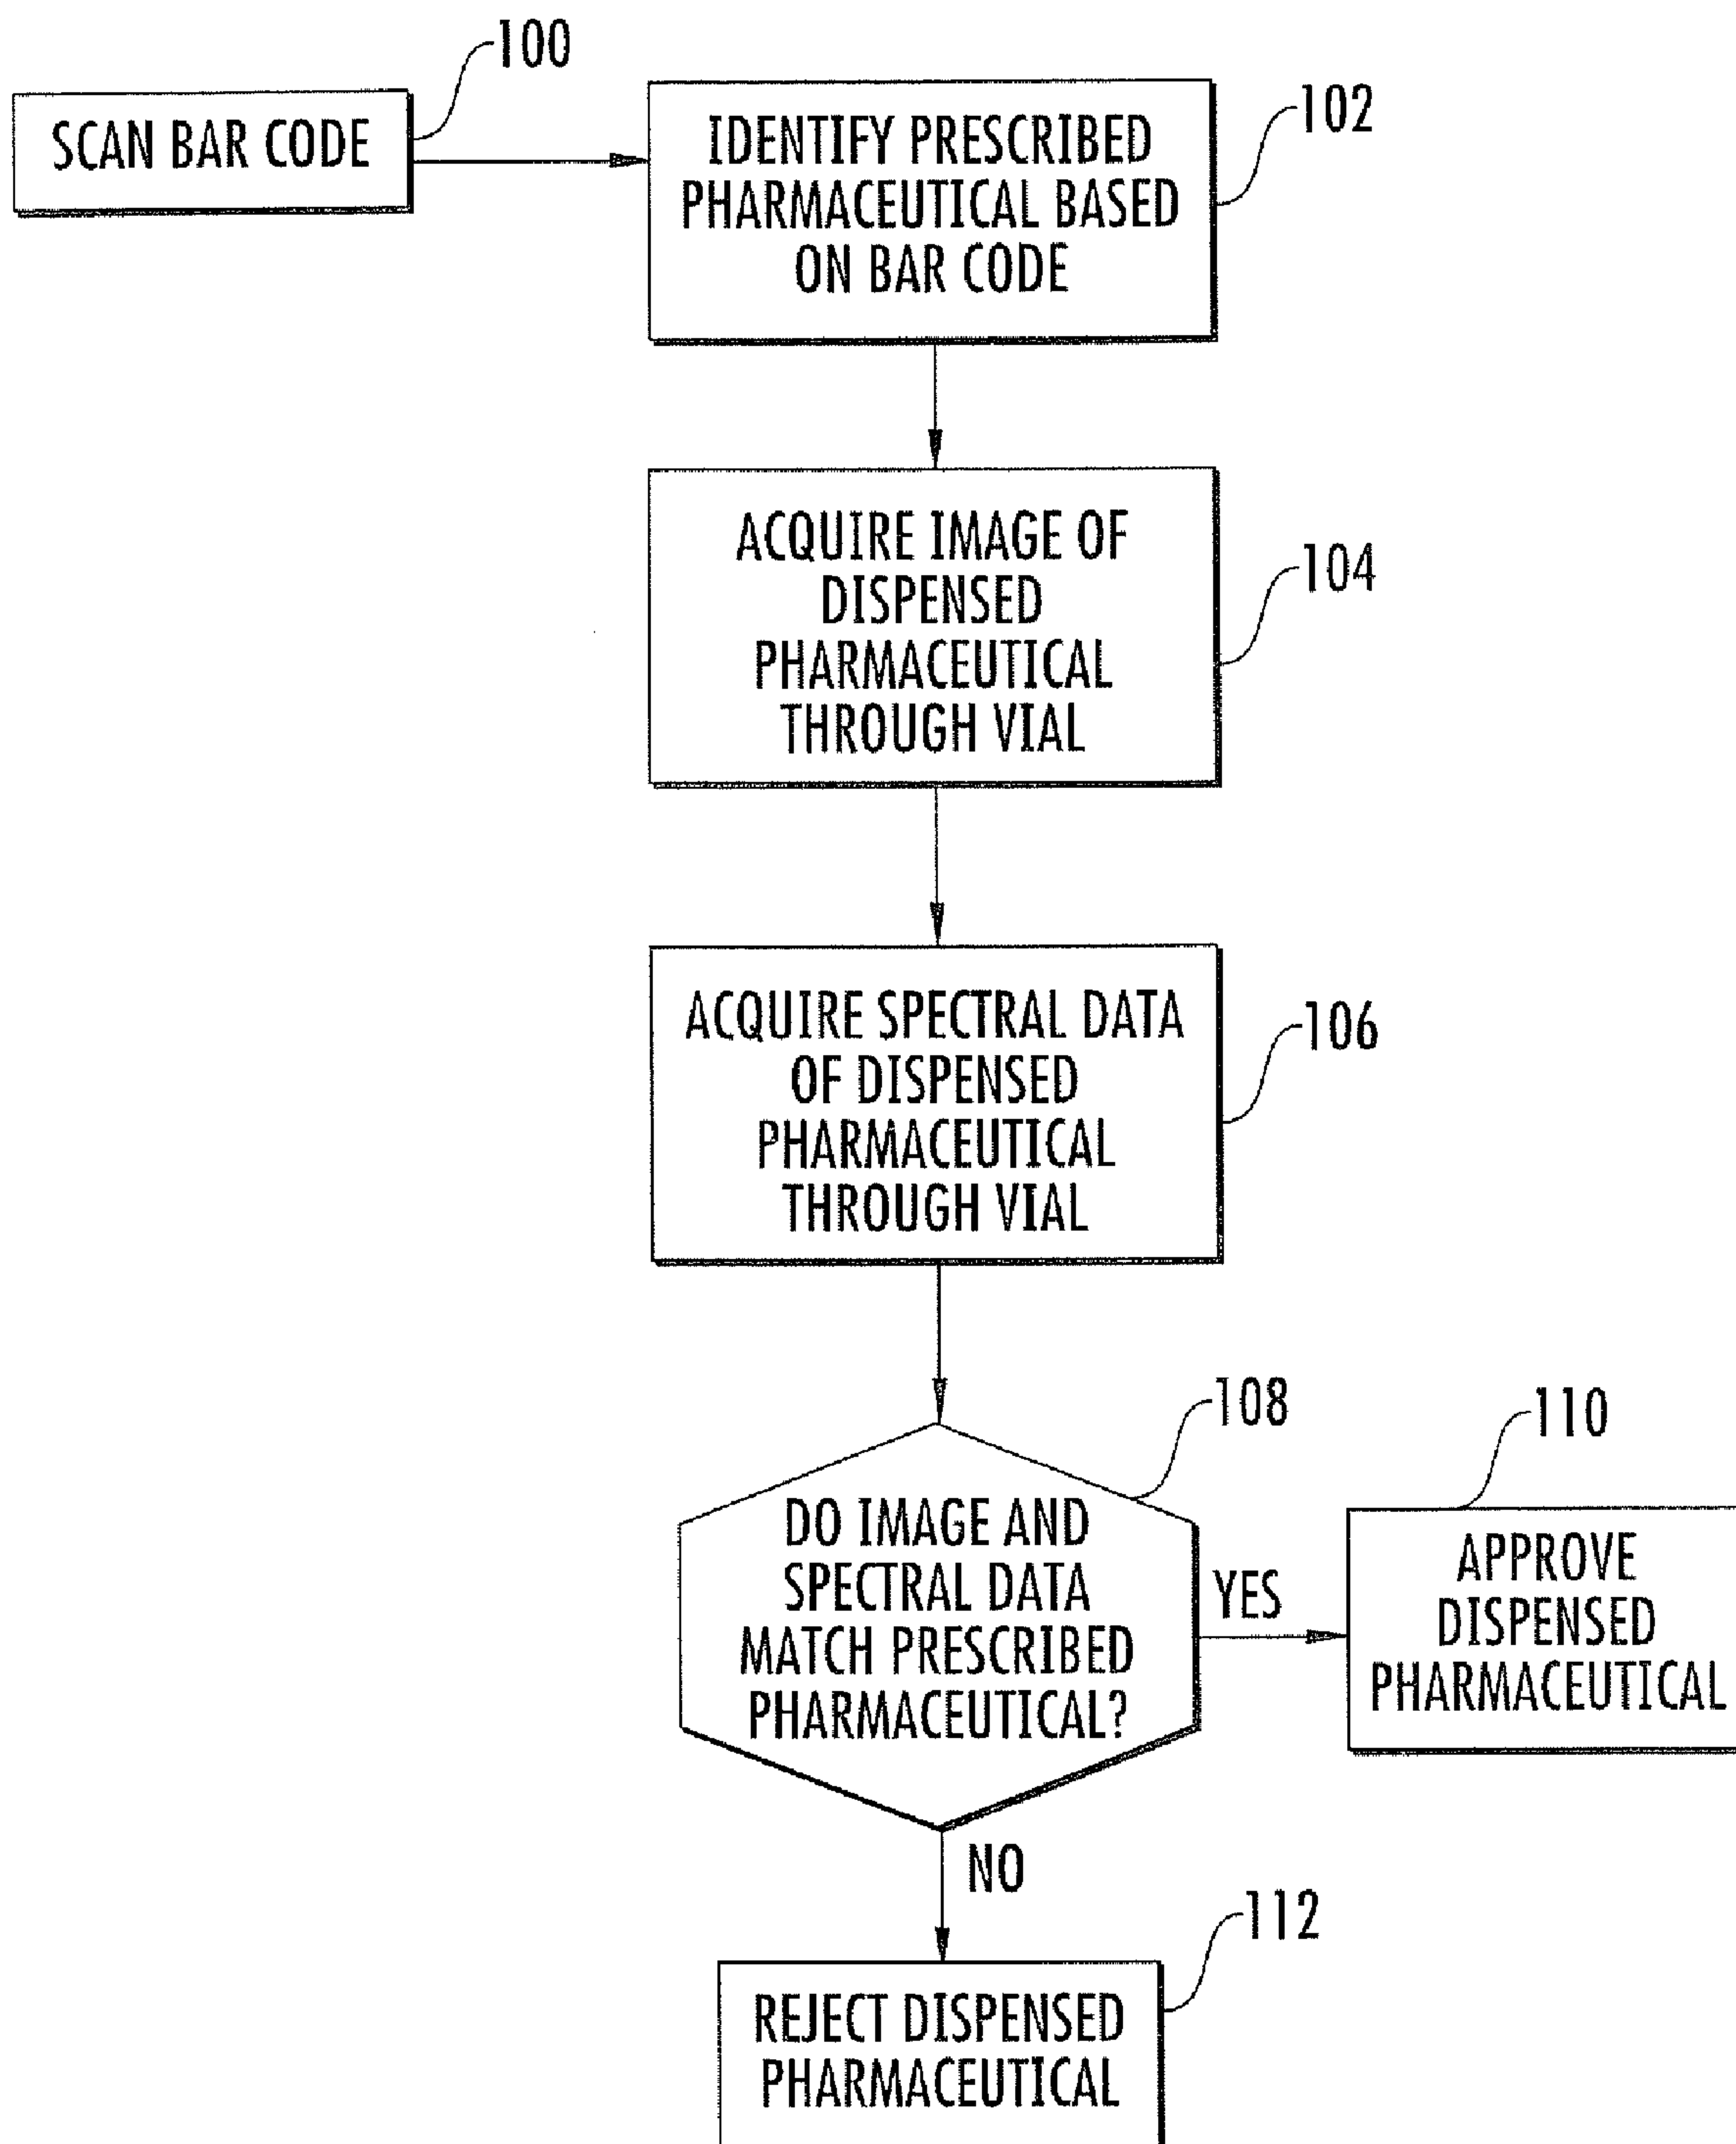 100
SCAN BAR CODE
102
IDENTIFY PRESCRIBED
PHARMACEUTICAL BASED
ON BAR CODE
104
ACQUIRE IMAGE OF
DISPENSED
PHARMACEUTICAL
THROUGH VIAL
106
ACQUIRE SPECTRAL DATA
OF DISPENSED
PHARMACEUTICAL
THROUGH VIAL
108
DO IMAGE AND
SPECTRAL DATA
MATCH PRESCRIBED
PHARMACEUTICAL?
YES
110
APPROVE
DISPENSED
PHARMACEUTICAL
NO
112
REJECT DISPENSED
PHARMACEUTICAL